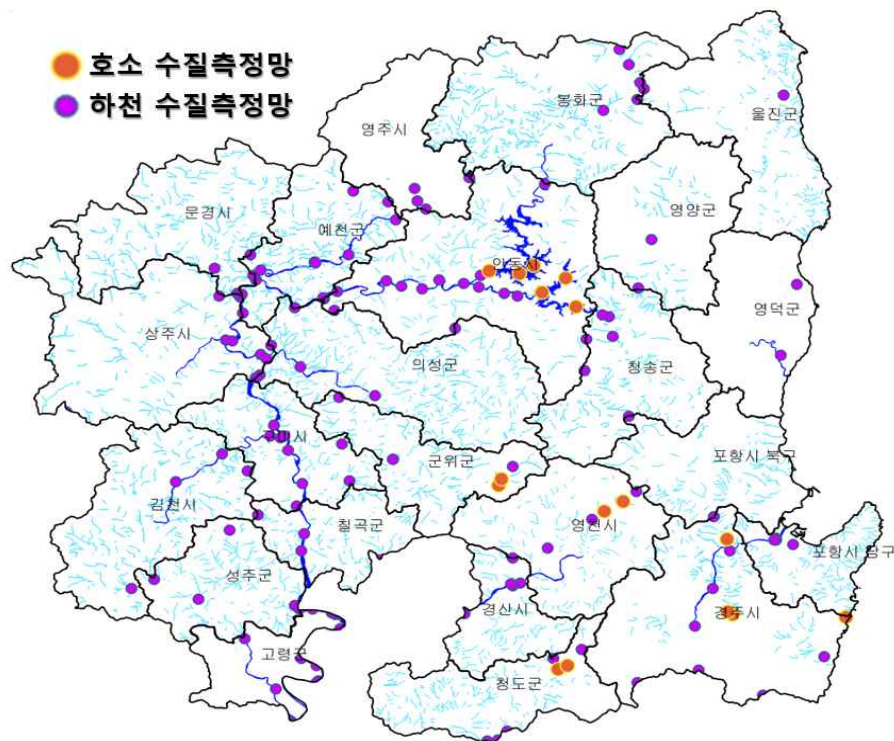 호소 수질측정망
하천 수질측정망
봉화군
울진군
영주시
문경시
예천군
영양군
안동시
영덕군
상주시
의성군
청송군
구미시
군위군
포항시 북구
김천시
칠곡군
영천시
포항시 남구
성주군
경산시
경주시
고령군
청도군